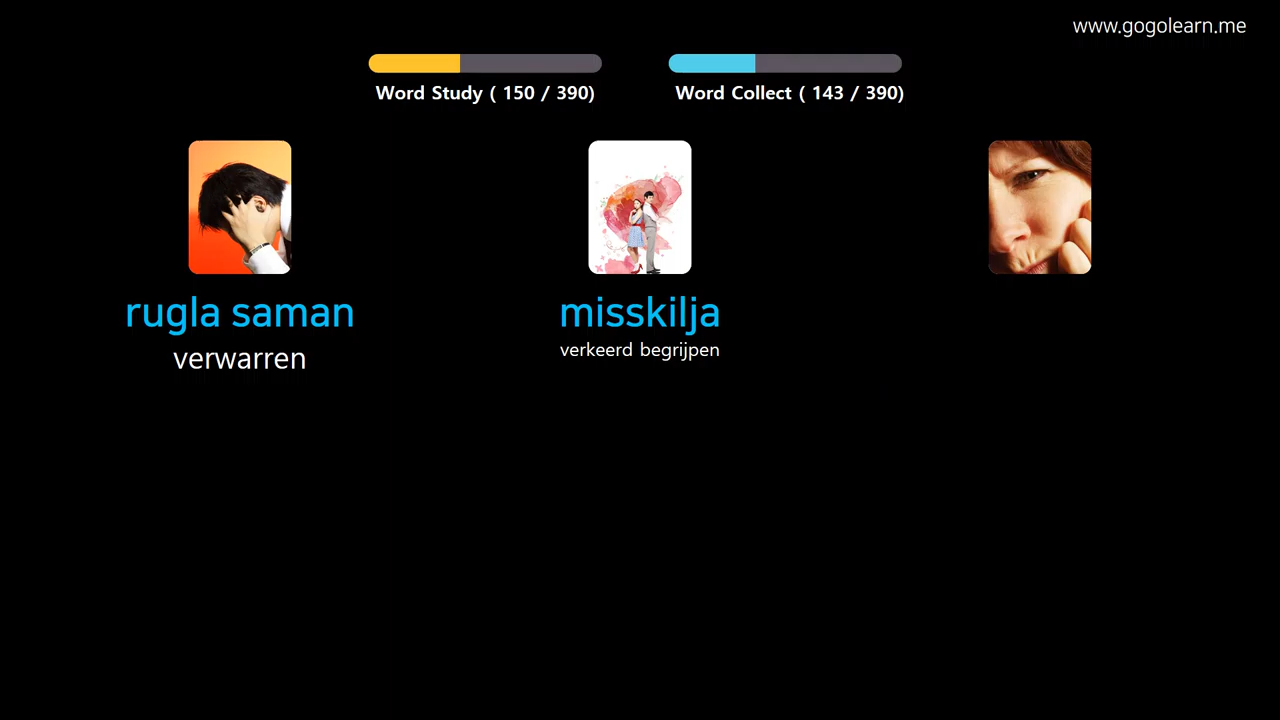 www.gogolearn.me
Word Study ( 150 / 390)
Word Collect ( 143 / 390)
rugla saman
verwarren
misskilja
verkeerd begrijpen